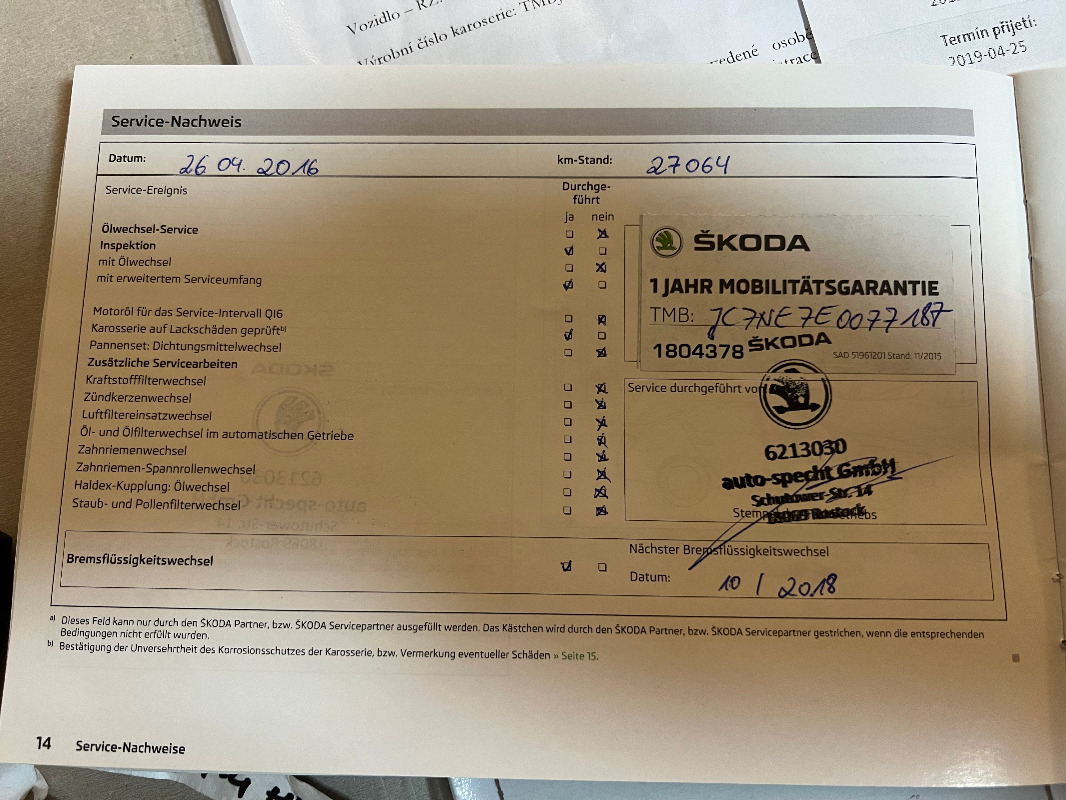 Vozidlo – RZ:
Výrobní číslo karoserie: TMBJ
vedené osobě
Termín přijetí:
2019-04-25
Service-Nachweis
Datum: 26 04. 2016 km-Stand: 27064
Service-Ereignis Durchge-
führt
ja nein
Ölwechsel-Service
Inspektion
mit Ölwechsel
mit erweitertem Serviceumfang
Motoröl für das Service-Intervall QI6
Karosserie auf Lackschäden geprüft b)
Pannenset: Dichtungsmittelwechsel
Zusätzliche Servicearbeiten
Kraftstofffilterwechsel
Zündkerzenwechsel
Luftfiltereinsatzwechsel
Öl- und Ölfilterwechsel im automatischen Getriebe
Zahnriemenwechsel
Zahnriemen-Spannrollenwechsel
Haldex-Kupplung: Ölwechsel
Staub- und Pollenfilterwechsel
ŠKODA
1 JAHR MOBILITÄTSGARANTIE
TMB: JC7NE7E0077187
1804378
SAD 51961201 Stand: 11/2015
ŠKODA
Service durchgeführt von
6213030
auto-specht GmbH
Schutower-Str. 14
18069 Rostock
Bremsflüssigkeitswechsel
Nächster Bremsflüssigkeitswechsel
Datum: 10 / 2018
a) Dieses Feld kann nur durch den ŠKODA Partner, bzw. ŠKODA Servicepartner ausgefüllt werden. Das Kästchen wird durch den ŠKODA Partner, bzw. ŠKODA Servicepartner gestrichen, wenn die entsprechenden
Bedingungen nicht erfüllt wurden.
b) Bestätigung der Unversehrtheit des Korrosionsschutzes der Karosserie, bzw. Vermerkung eventueller Schäden » Seite 15.
14 Service-Nachweise